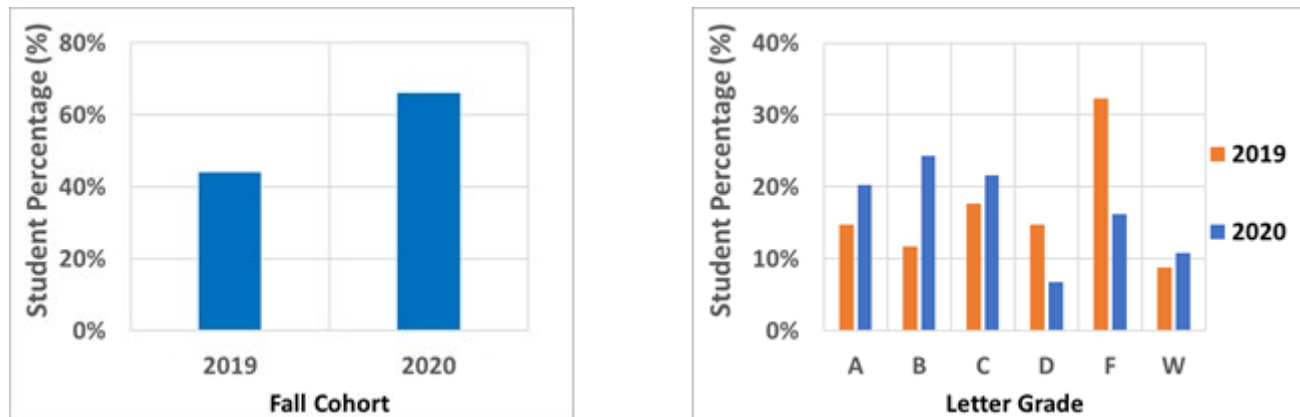 Student Percentage (%)
80%
60%
40%
20%
0%
2019
2020
Fall Cohort
Student Percentage (%)
40%
30%
20%
10%
0%
A
B
C
D
F
W
Letter Grade
2019
2020